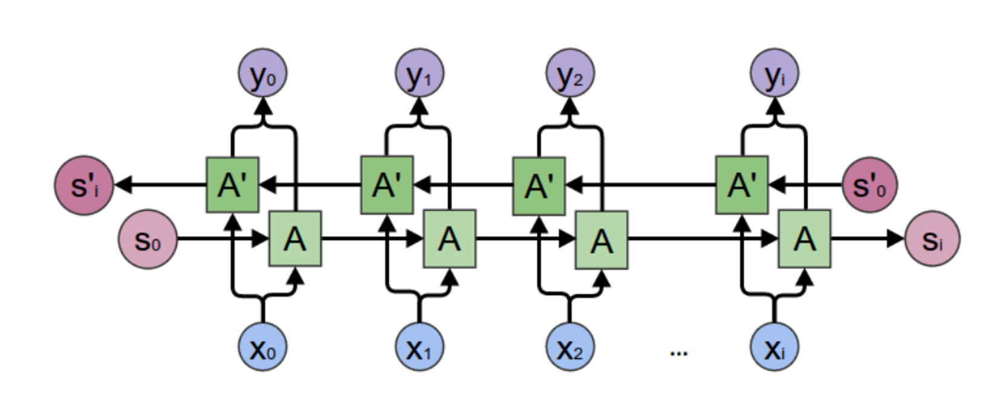 y0 y1 y2 yi
s'i A' A' A' A' s'0
s0 A A A A si
x0 x1 x2 ... xi